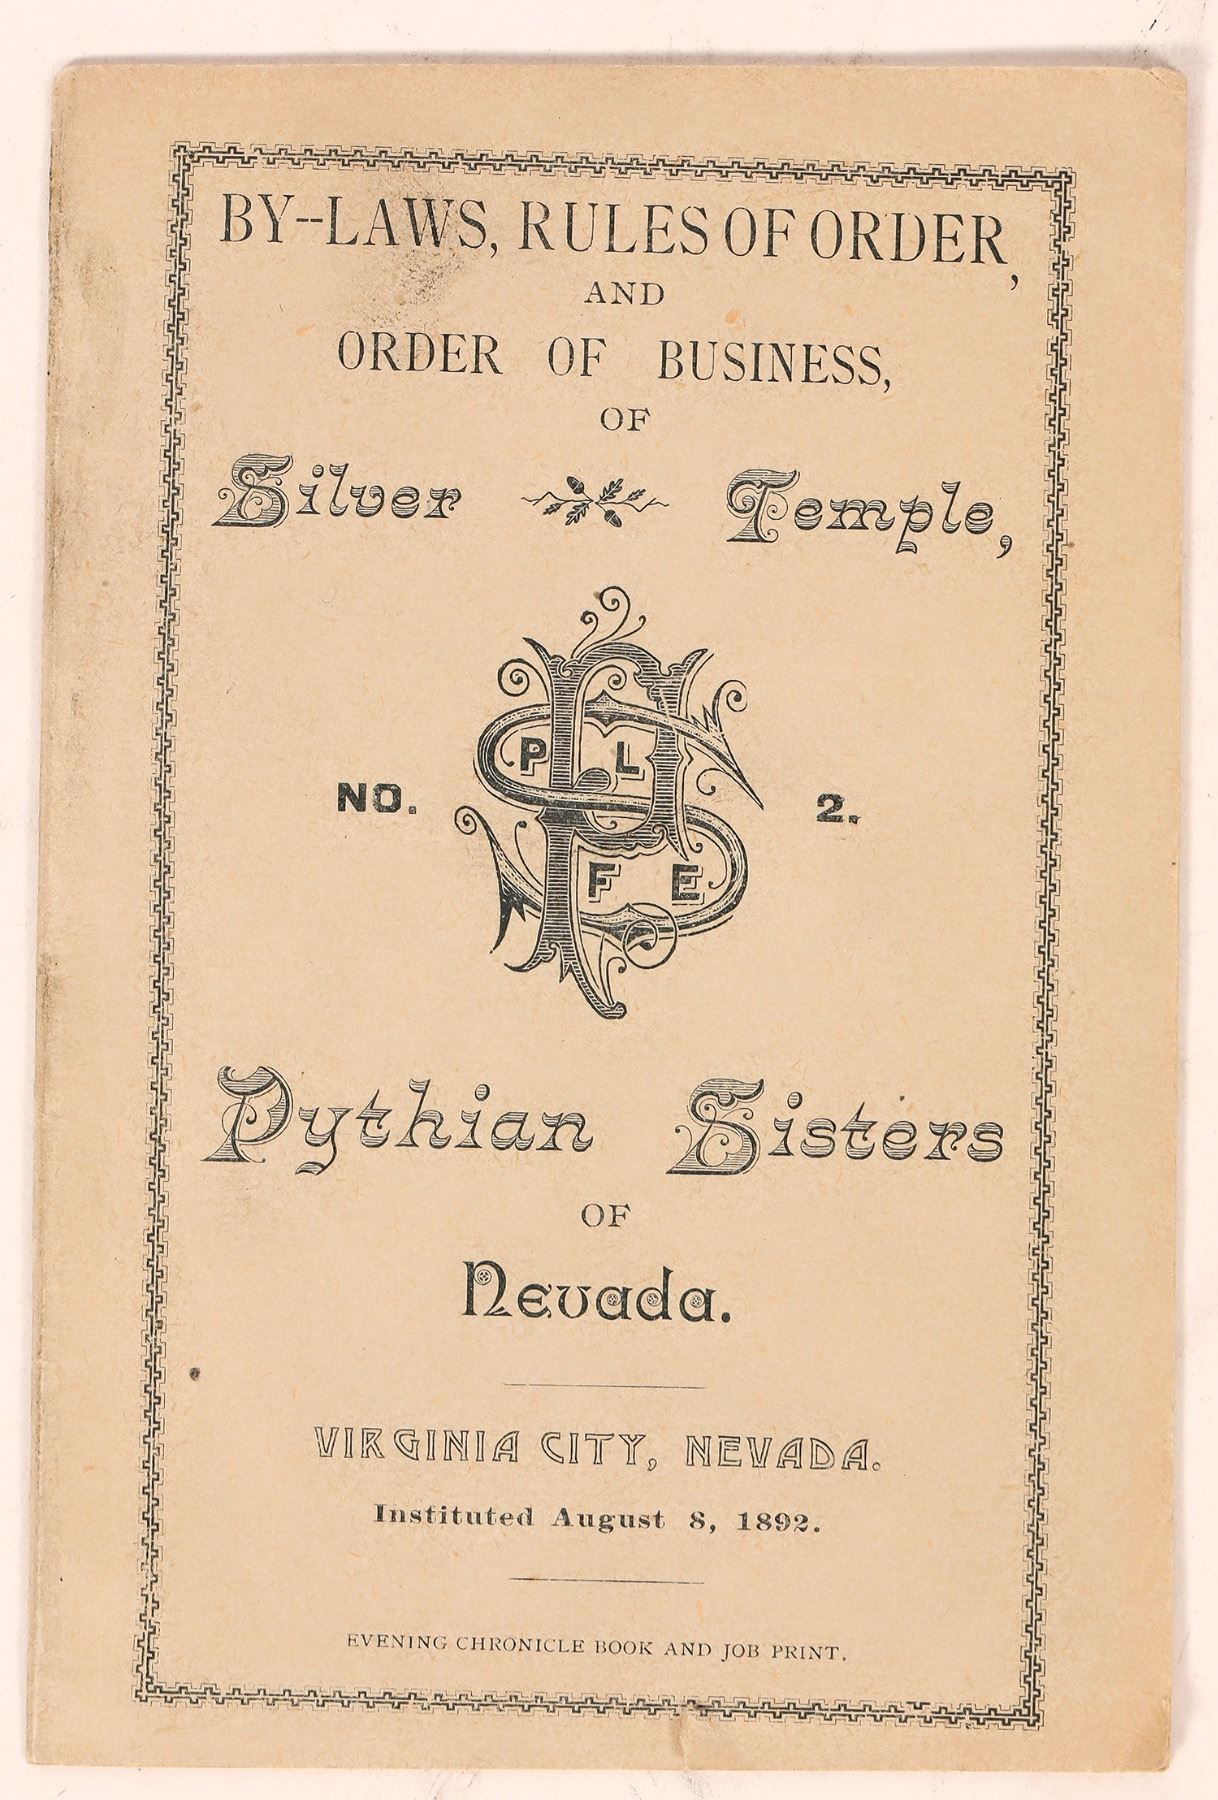 BY--LAWS, RULES OF ORDER,
AND
ORDER OF BUSINESS,
OF
Silver Temple,
PS
P L
NO. 2.
F E
Pythian Sisters
OF
Nevada.
VIRGINIA CITY, NEVADA.
Instituted August 8, 1892.
EVENING CHRONICLE BOOK AND JOB PRINT.